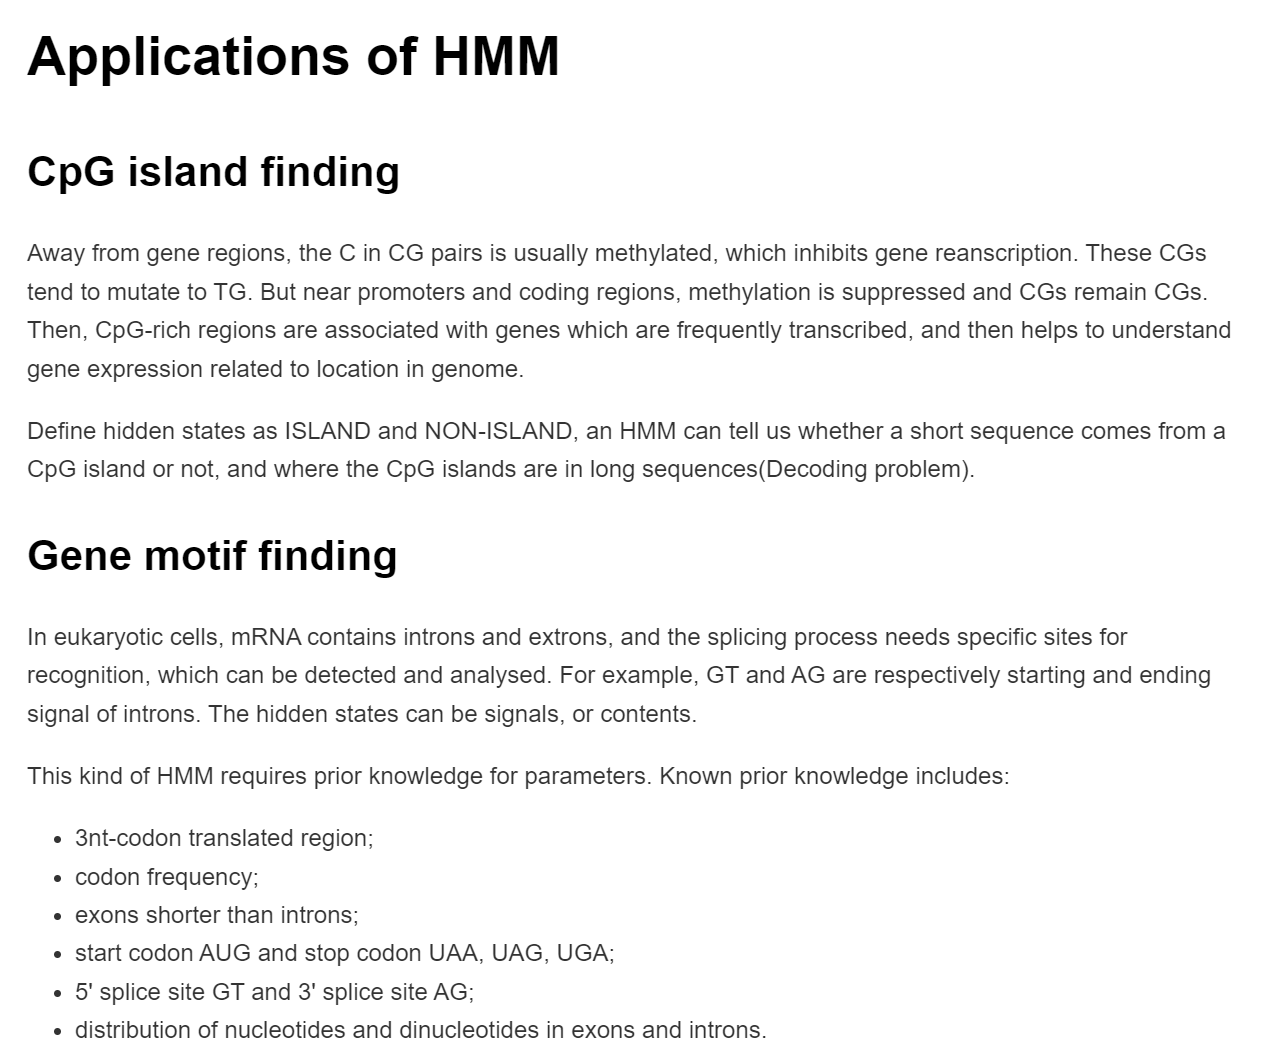 Applications of HMM
CpG island finding
Away from gene regions, the C in CG pairs is usually methylated, which inhibits gene reanscription. These CGs
tend to mutate to TG. But near promoters and coding regions, methylation is suppressed and CGs remain CGs.
Then, CpG-rich regions are associated with genes which are frequently transcribed, and then helps to understand
gene expression related to location in genome.
Define hidden states as ISLAND and NON-ISLAND, an HMM can tell us whether a short sequence comes from a
CpG island or not, and where the CpG islands are in long sequences(Decoding problem).
Gene motif finding
In eukaryotic cells, mRNA contains introns and extrons, and the splicing process needs specific sites for
recognition, which can be detected and analysed. For example, GT and AG are respectively starting and ending
signal of introns. The hidden states can be signals, or contents.
This kind of HMM requires prior knowledge for parameters. Known prior knowledge includes:
• 3nt-codon translated region;
• codon frequency;
• exons shorter than introns;
• start codon AUG and stop codon UAA, UAG, UGA;
• 5' splice site GT and 3' splice site AG;
• distribution of nucleotides and dinucleotides in exons and introns.